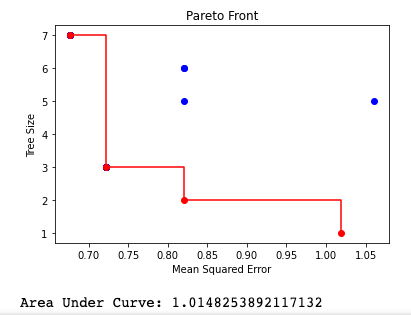 Pareto Front
7
6
5
4
3
2
1
Tree Size
0.70 0.75 0.80 0.85 0.90 0.95 1.00 1.05
Mean Squared Error
Area Under Curve: 1.0148253892117132